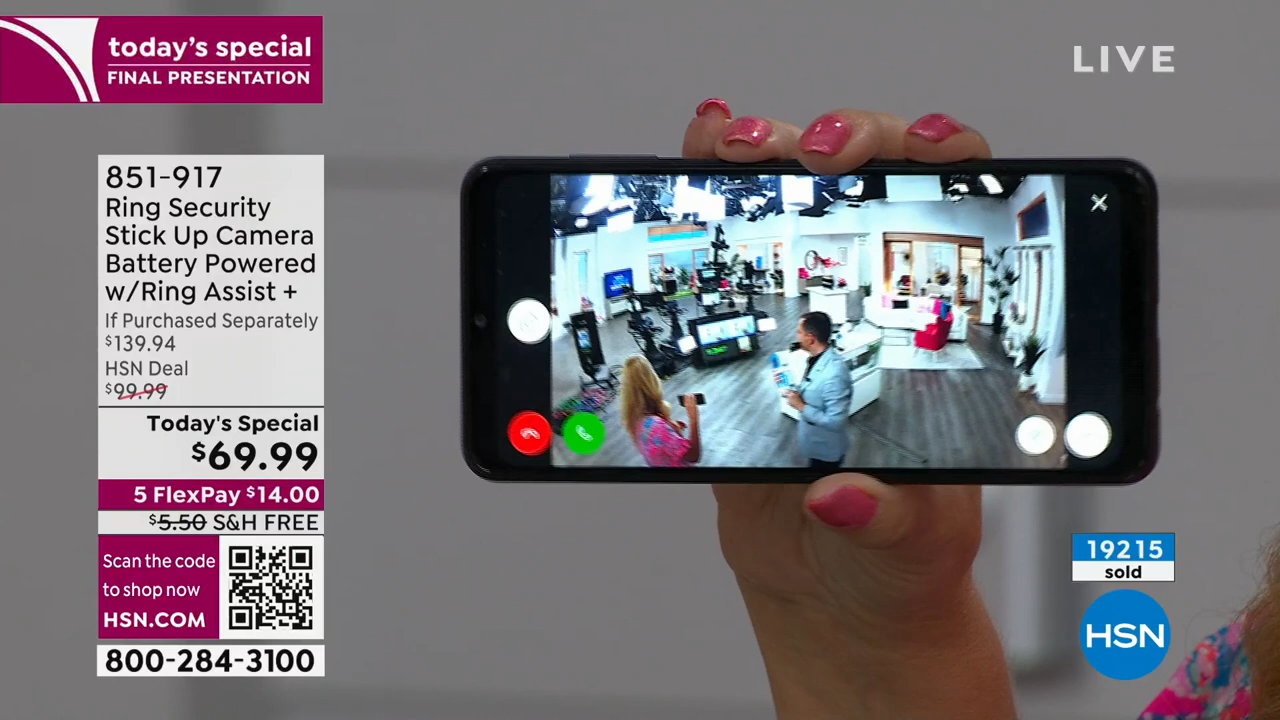 today's special
FINAL PRESENTATION
LIVE
851-917
Ring Security
Stick Up Camera
Battery Powered
w/Ring Assist +
If Purchased Separately
$139.94
HSN Deal
$99.99
Today's Special
$69.99
5 FlexPay $14.00
$5.50 S&H FREE
Scan the code
to shop now
HSN.COM
800-284-3100
19215
sold
HSN